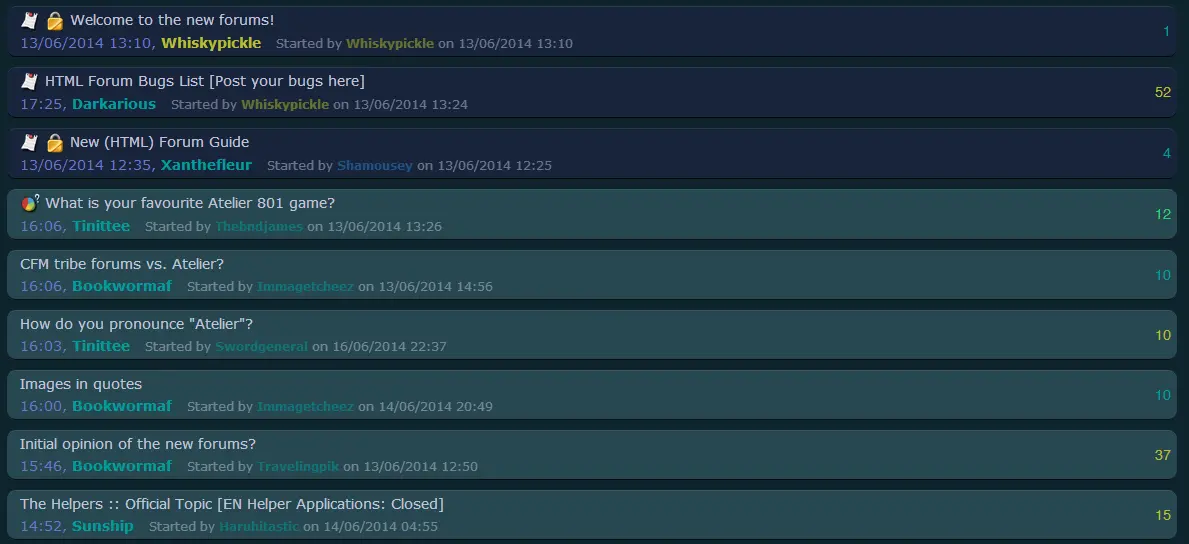 Welcome to the new forums!
1
13/06/2014 13:10, Whiskypickle Started by Whiskypickle on 13/06/2014 13:10
HTML Forum Bugs List [Post your bugs here]
52
17:25, Darkarious Started by Whiskypickle on 13/06/2014 13:24
New (HTML) Forum Guide
4
13/06/2014 12:35, Xanthefleur Started by Shamousey on 13/06/2014 12:25
What is your favourite Atelier 801 game?
12
16:06, Tinittee Started by Thebndjames on 13/06/2014 13:26
CFM tribe forums vs. Atelier?
10
16:06, Bookwormaf Started by Immagetcheez on 13/06/2014 14:56
How do you pronounce "Atelier"?
10
16:03, Tinittee Started by Swordgeneral on 16/06/2014 22:37
Images in quotes
10
16:00, Bookwormaf Started by Immagetcheez on 14/06/2014 20:49
Initial opinion of the new forums?
37
15:46, Bookwormaf Started by Travelingpik on 13/06/2014 12:50
The Helpers :: Official Topic [EN Helper Applications: Closed]
15
14:52, Sunship Started by Haruhitastic on 14/06/2014 04:55